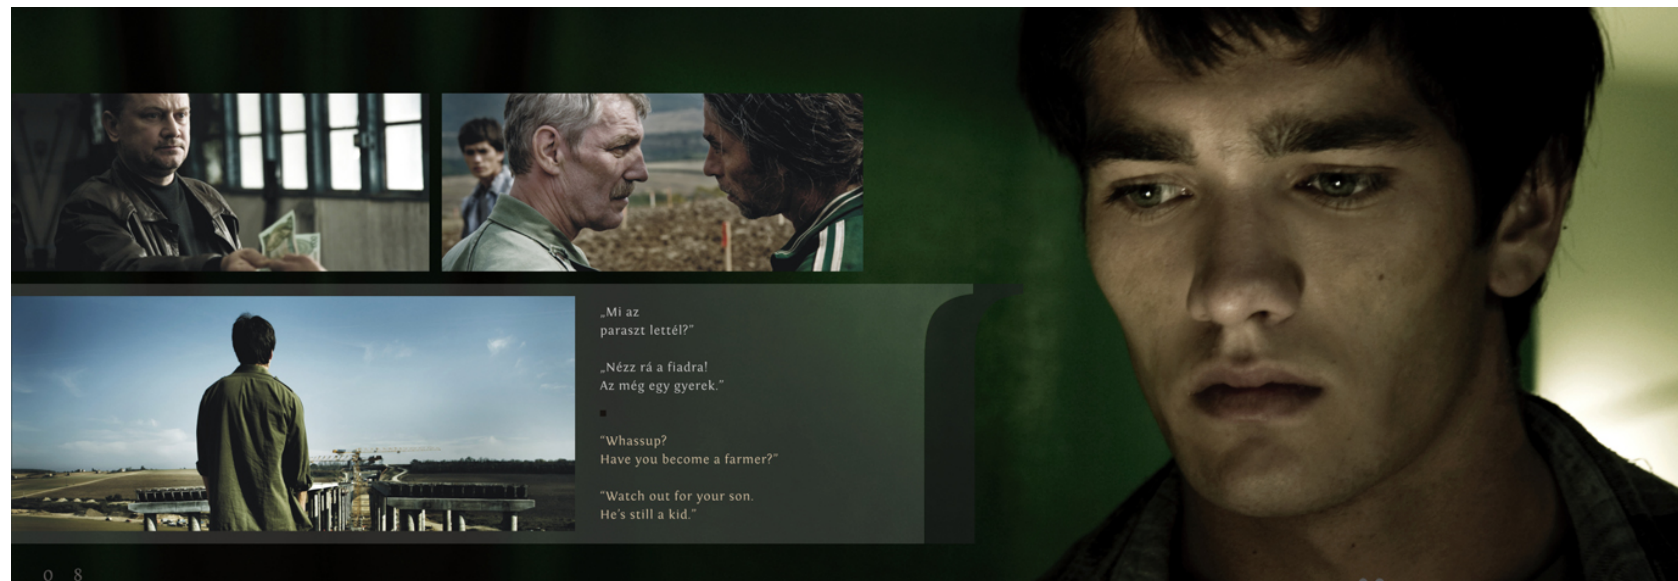 „Mi az
paraszt lettél?”
„Nézz rá a fiadra!
Az még egy gyerek.”
“Whassup?
Have you become a farmer?”
“Watch out for your son.
He’s still a kid.”
0 8